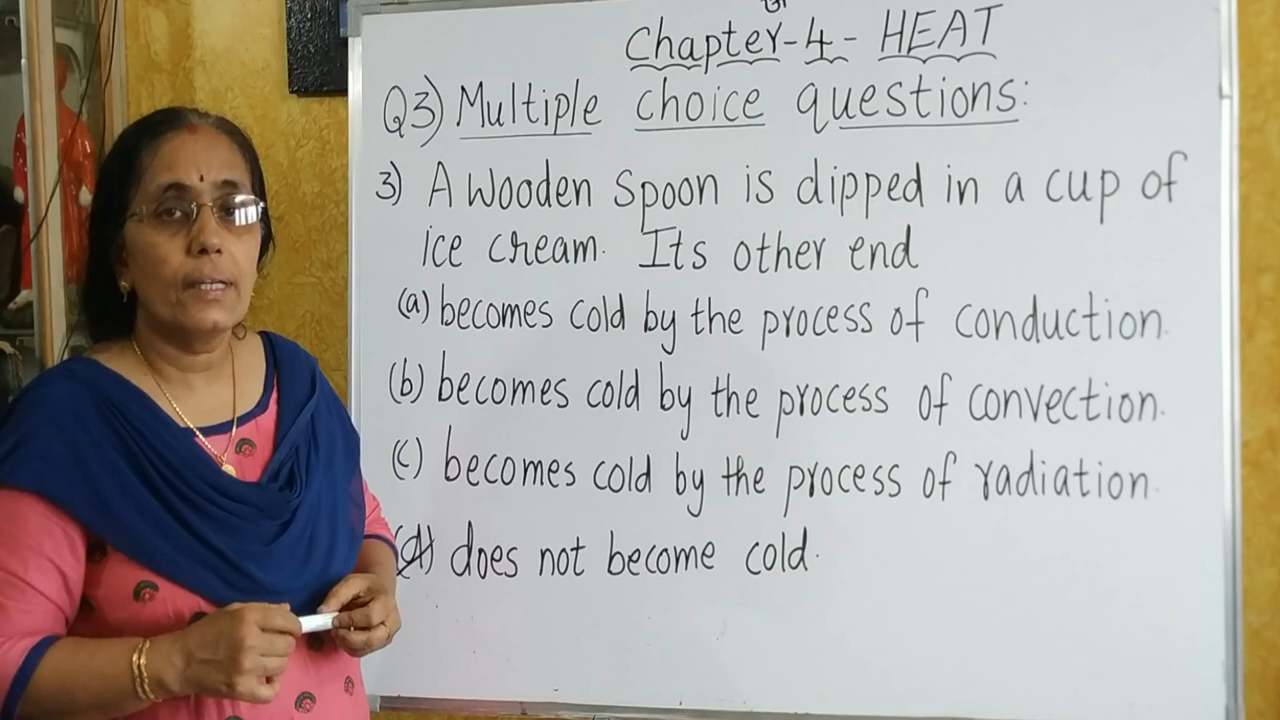 Chapter-4- HEAT
Q3) Multiple choice questions:
3) A wooden spoon is dipped in a cup of
ice cream. Its other end
(a) becomes cold by the process of conduction.
(b) becomes cold by the process of convection.
(c) becomes cold by the process of radiation.
(d) does not become cold.